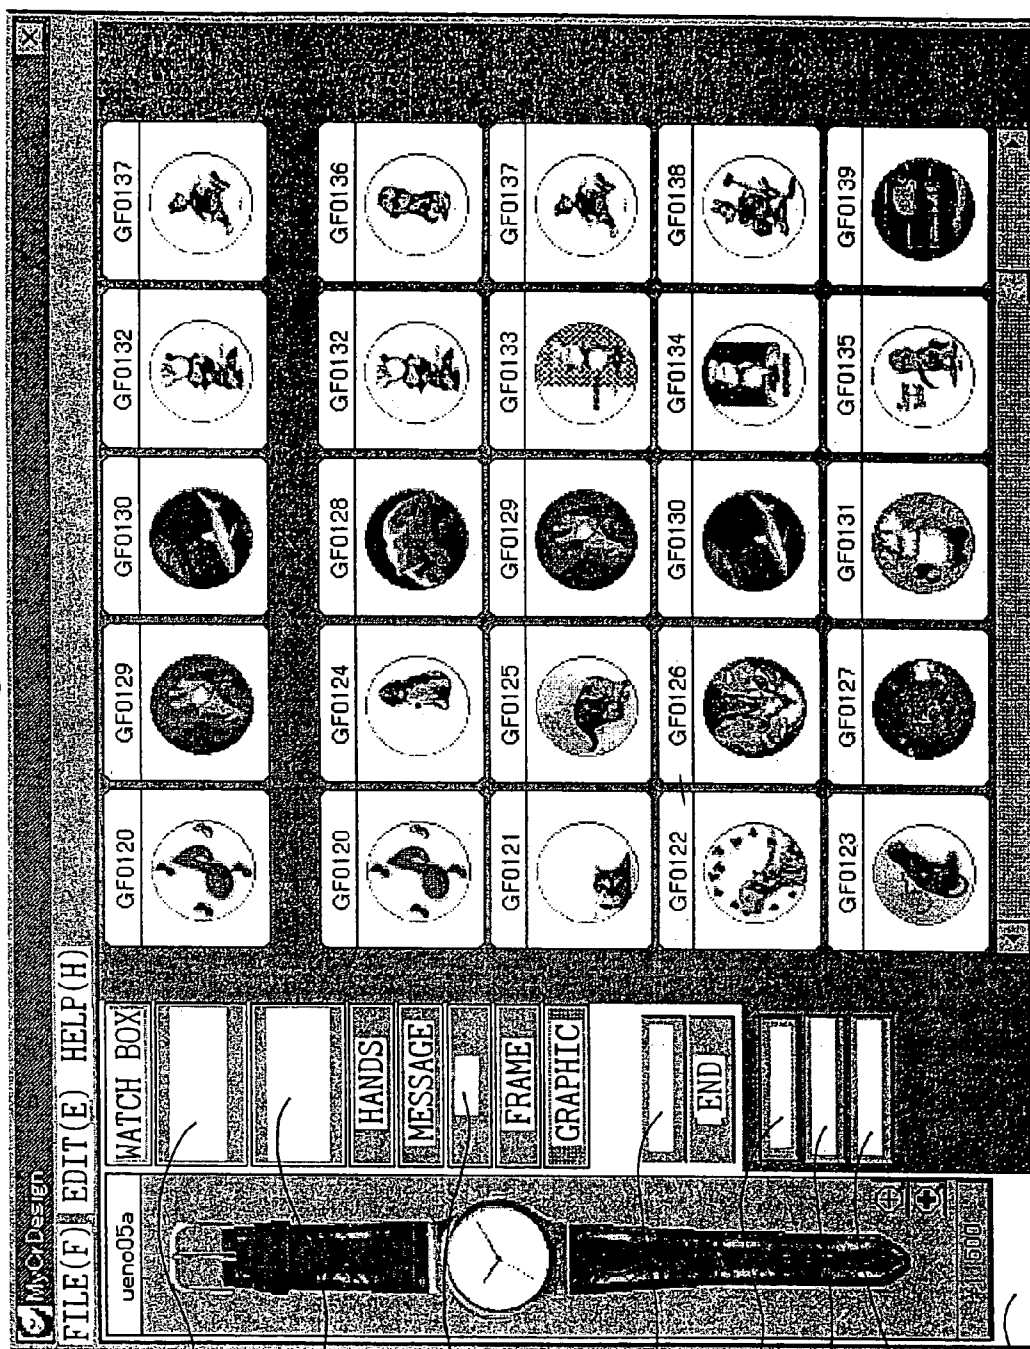 MyCrDesign
FILE(F) EDIT(E) HELP(H)
ueno05a
WATCH BOX
HANDS
MESSAGE
FRAME
GRAPHIC
END
GF0120 GF0129 GF0130 GF0132 GF0137
GF0120 GF0124 GF0128 GF0132 GF0136
GF0121 GF0125 GF0129 GF0133 GF0137
GF0122 GF0126 GF0130 GF0134 GF0138
GF0123 GF0127 GF0131 GF0135 GF0139